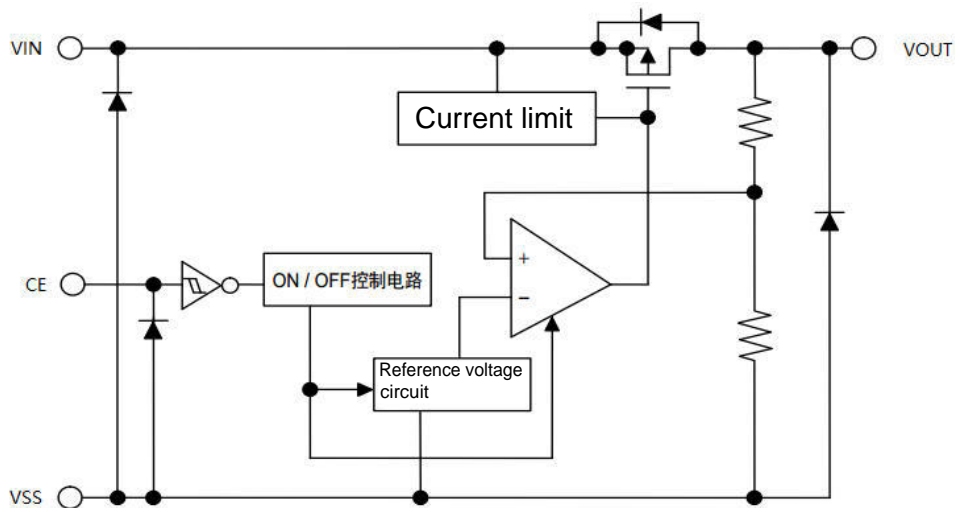 VIN
VOUT
Current limit
+
CE
ON / OFF控制电路
−
Reference voltage
circuit
VSS